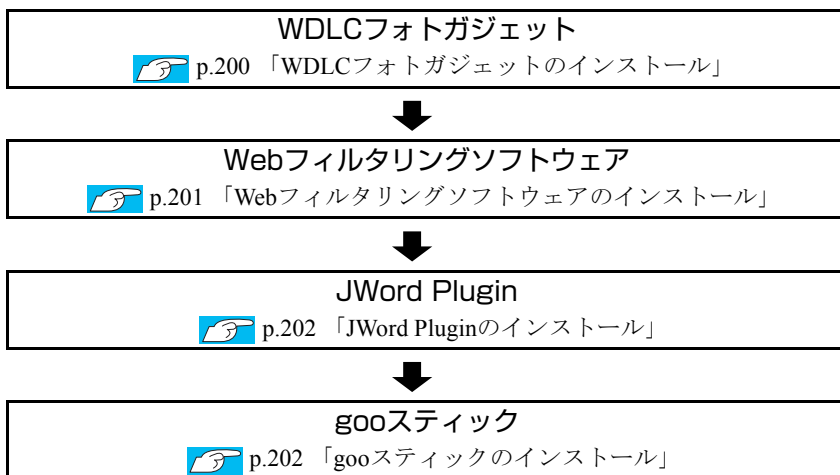 WDLCフォトガジェット
p.200 「WDLCフォトガジェットのインストール」
Webフィルタリングソフトウェア
p.201 「Webフィルタリングソフトウェアのインストール」
JWord Plugin
p.202 「JWord Pluginのインストール」
gooスティック
p.202 「gooスティックのインストール」